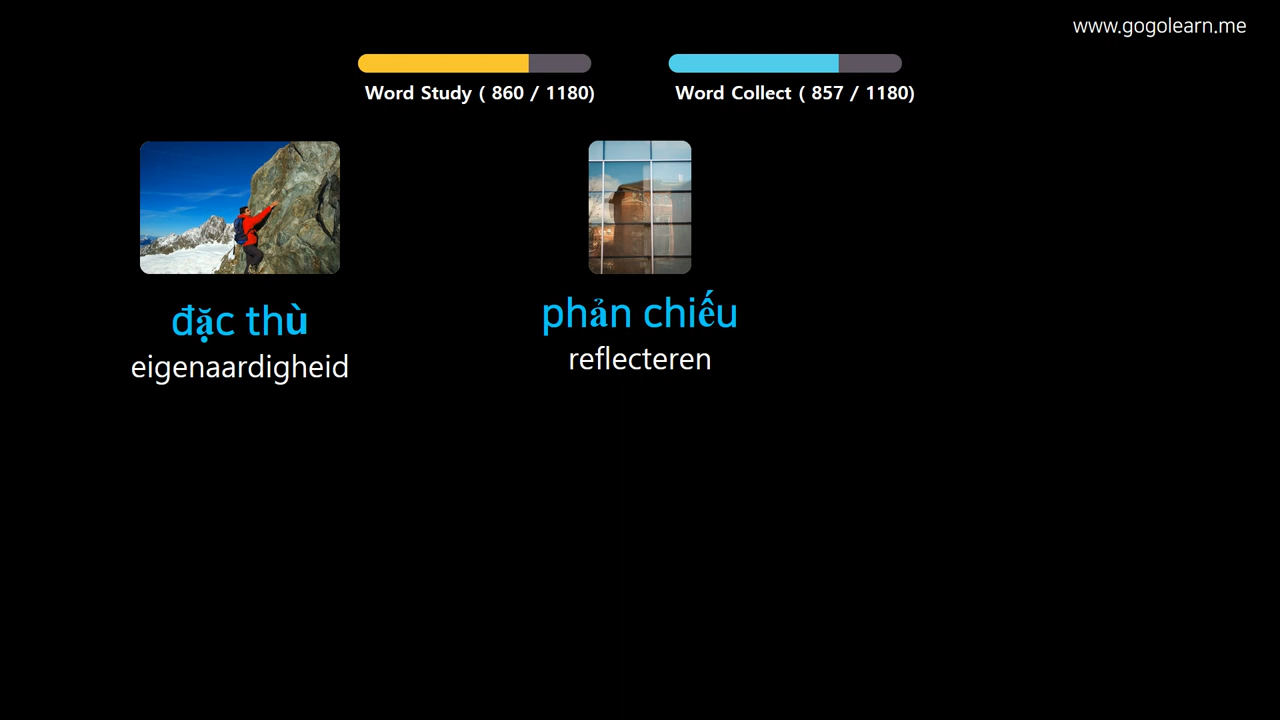 www.gogolearn.me
Word Study ( 860 / 1180)
Word Collect ( 857 / 1180)
đặc thù
eigenaardigheid
phản chiếu
reflecteren